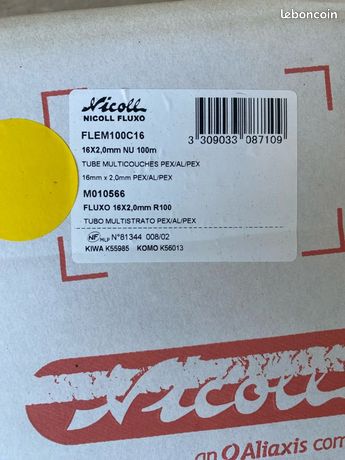 leboncoin
Nicoll
NICOLL FLUXO
FLEM100C16
16X2,0mm NU 100m
3 309033 087109
TUBE MULTICOUCHES PEX/AL/PEX
16mm x 2,0mm PEX/AL/PEX
M010566
FLUXO 16X2,0mm R100
TUBO MULTISTRATO PEX/AL/PEX
NF MLP N°81344 008/02
KIWA K55985 KOMO K56013
Nicoll
an Aliaxis com